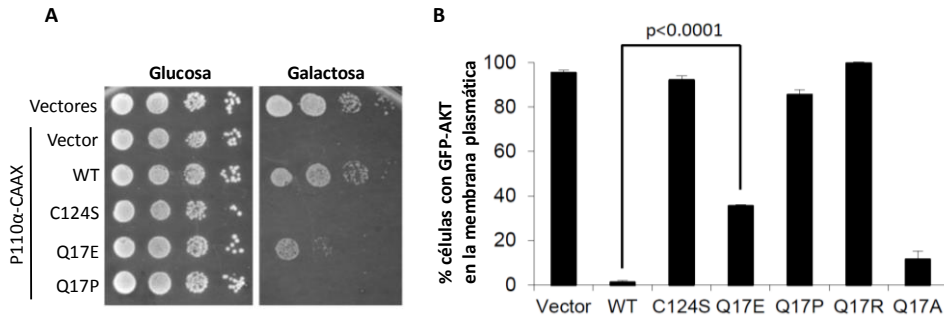 A
Glucosa
Galactosa
Vectores
Vector
WT
C124S
Q17E
Q17P
P110α-CAAX
B
p<0.0001
% células con GFP-AKT
en la membrana plasmática
100
80
60
40
20
0
Vector WT C124S Q17E Q17P Q17R Q17A